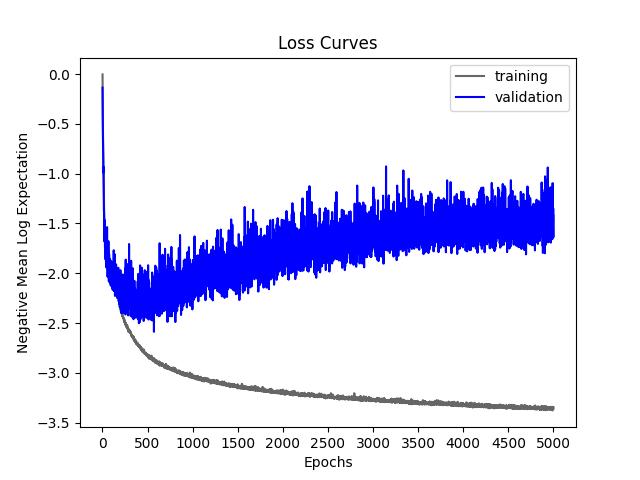 Loss Curves
training
validation
Negative Mean Log Expectation
0.0
−0.5
−1.0
−1.5
−2.0
−2.5
−3.0
−3.5
0 500 1000 1500 2000 2500 3000 3500 4000 4500 5000
Epochs